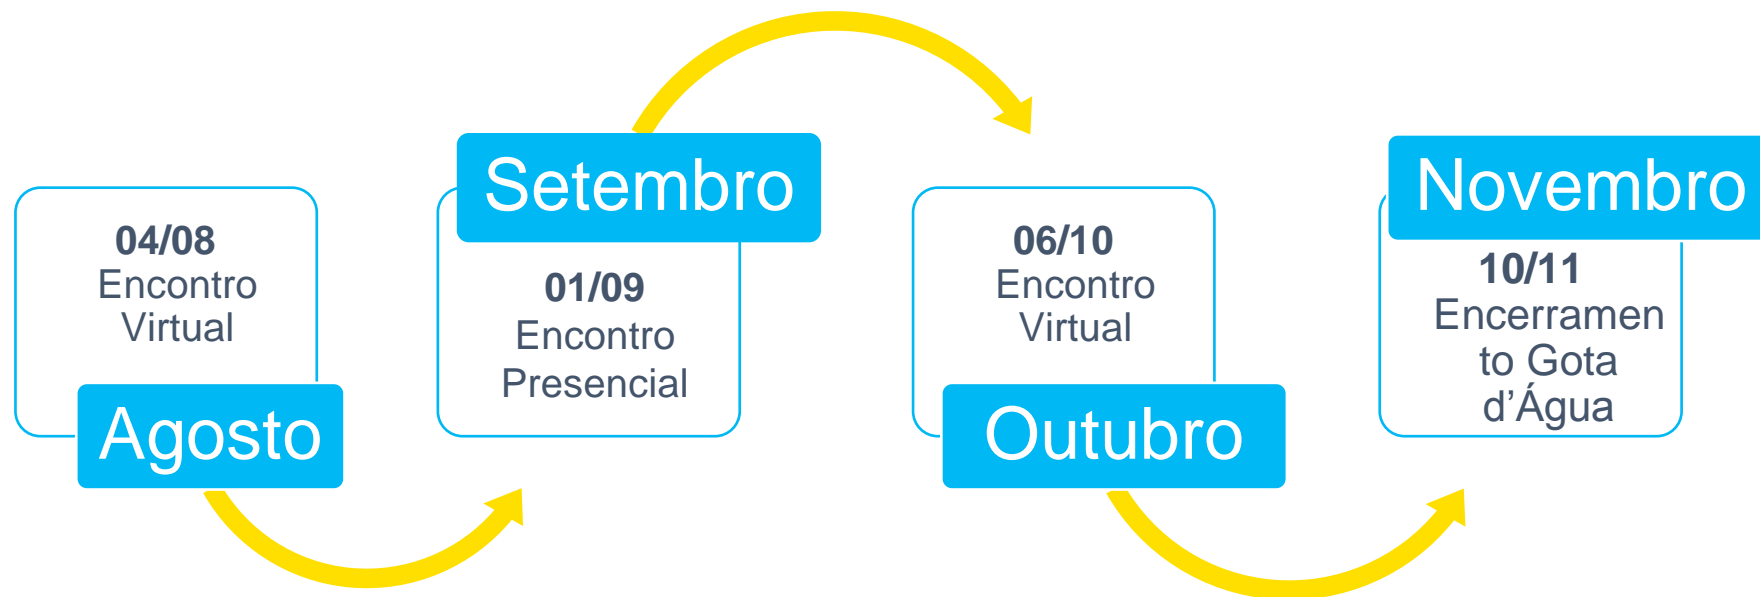 04/08
Encontro
Virtual
Agosto
Setembro
01/09
Encontro
Presencial
06/10
Encontro
Virtual
Outubro
Novembro
10/11
Encerramen
to Gota
d’Água